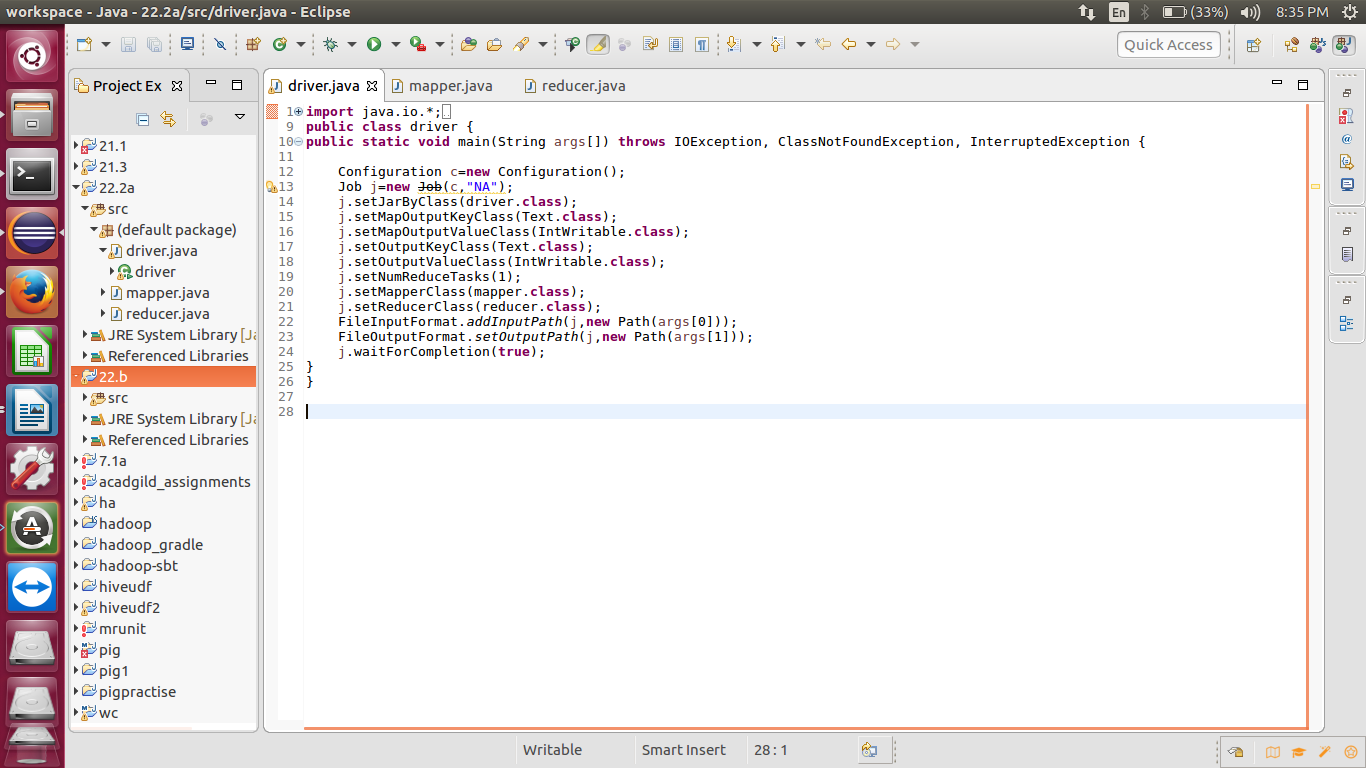 workspace - Java - 22.2a/src/driver.java - Eclipse
En
(33%)
8:35 PM
Quick Access
Project Ex
driver.java
mapper.java
reducer.java
21.1
21.3
22.2a
src
(default package)
driver.java
driver
mapper.java
reducer.java
JRE System Library [Ja
Referenced Libraries
22.b
src
JRE System Library [Ja
Referenced Libraries
7.1a
acadgild_assignments
ha
hadoop
hadoop_gradle
hadoop-sbt
hiveudf
hiveudf2
mrunit
pig
pig1
pigpractise
wc
1 import java.io.*;
9 public class driver {
10 public static void main(String args[]) throws IOException, ClassNotFoundException, InterruptedException {
11
12 Configuration c=new Configuration();
13 Job j=new Job(c,"NA");
14 j.setJarByClass(driver.class);
15 j.setMapOutputKeyClass(Text.class);
16 j.setMapOutputValueClass(IntWritable.class);
17 j.setOutputKeyClass(Text.class);
18 j.setOutputValueClass(IntWritable.class);
19 j.setNumReduceTasks(1);
20 j.setMapperClass(mapper.class);
21 j.setReducerClass(reducer.class);
22 FileInputFormat.addInputPath(j,new Path(args[0]));
23 FileOutputFormat.setOutputPath(j,new Path(args[1]));
24 j.waitForCompletion(true);
25 }
26 }
27
28
Writable
Smart Insert
28 : 1